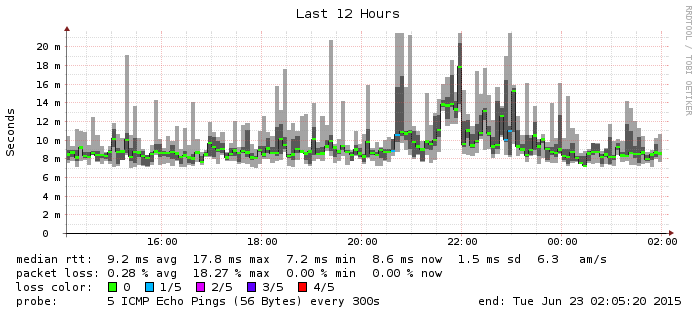 Last 12 Hours
RRDTOOL / TOBI OETIKER
Seconds
20 m
18 m
16 m
14 m
12 m
10 m
8 m
6 m
4 m
2 m
0
16:00 18:00 20:00 22:00 00:00 02:00
median rtt: 9.2 ms avg 17.8 ms max 7.2 ms min 8.6 ms now 1.5 ms sd 6.3 am/s
packet loss: 0.28 % avg 18.27 % max 0.00 % min 0.00 % now
loss color: 0 1/5 2/5 3/5 4/5
probe: 5 ICMP Echo Pings (56 Bytes) every 300s end: Tue Jun 23 02:05:20 2015